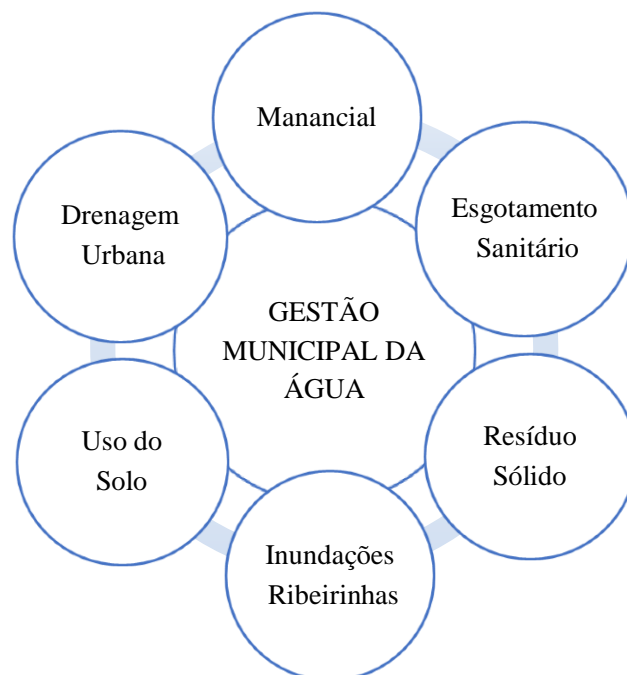 Manancial
Drenagem
Urbana
Esgotamento
Sanitário
GESTÃO
MUNICIPAL DA
ÁGUA
Uso do
Solo
Resíduo
Sólido
Inundações
Ribeirinhas